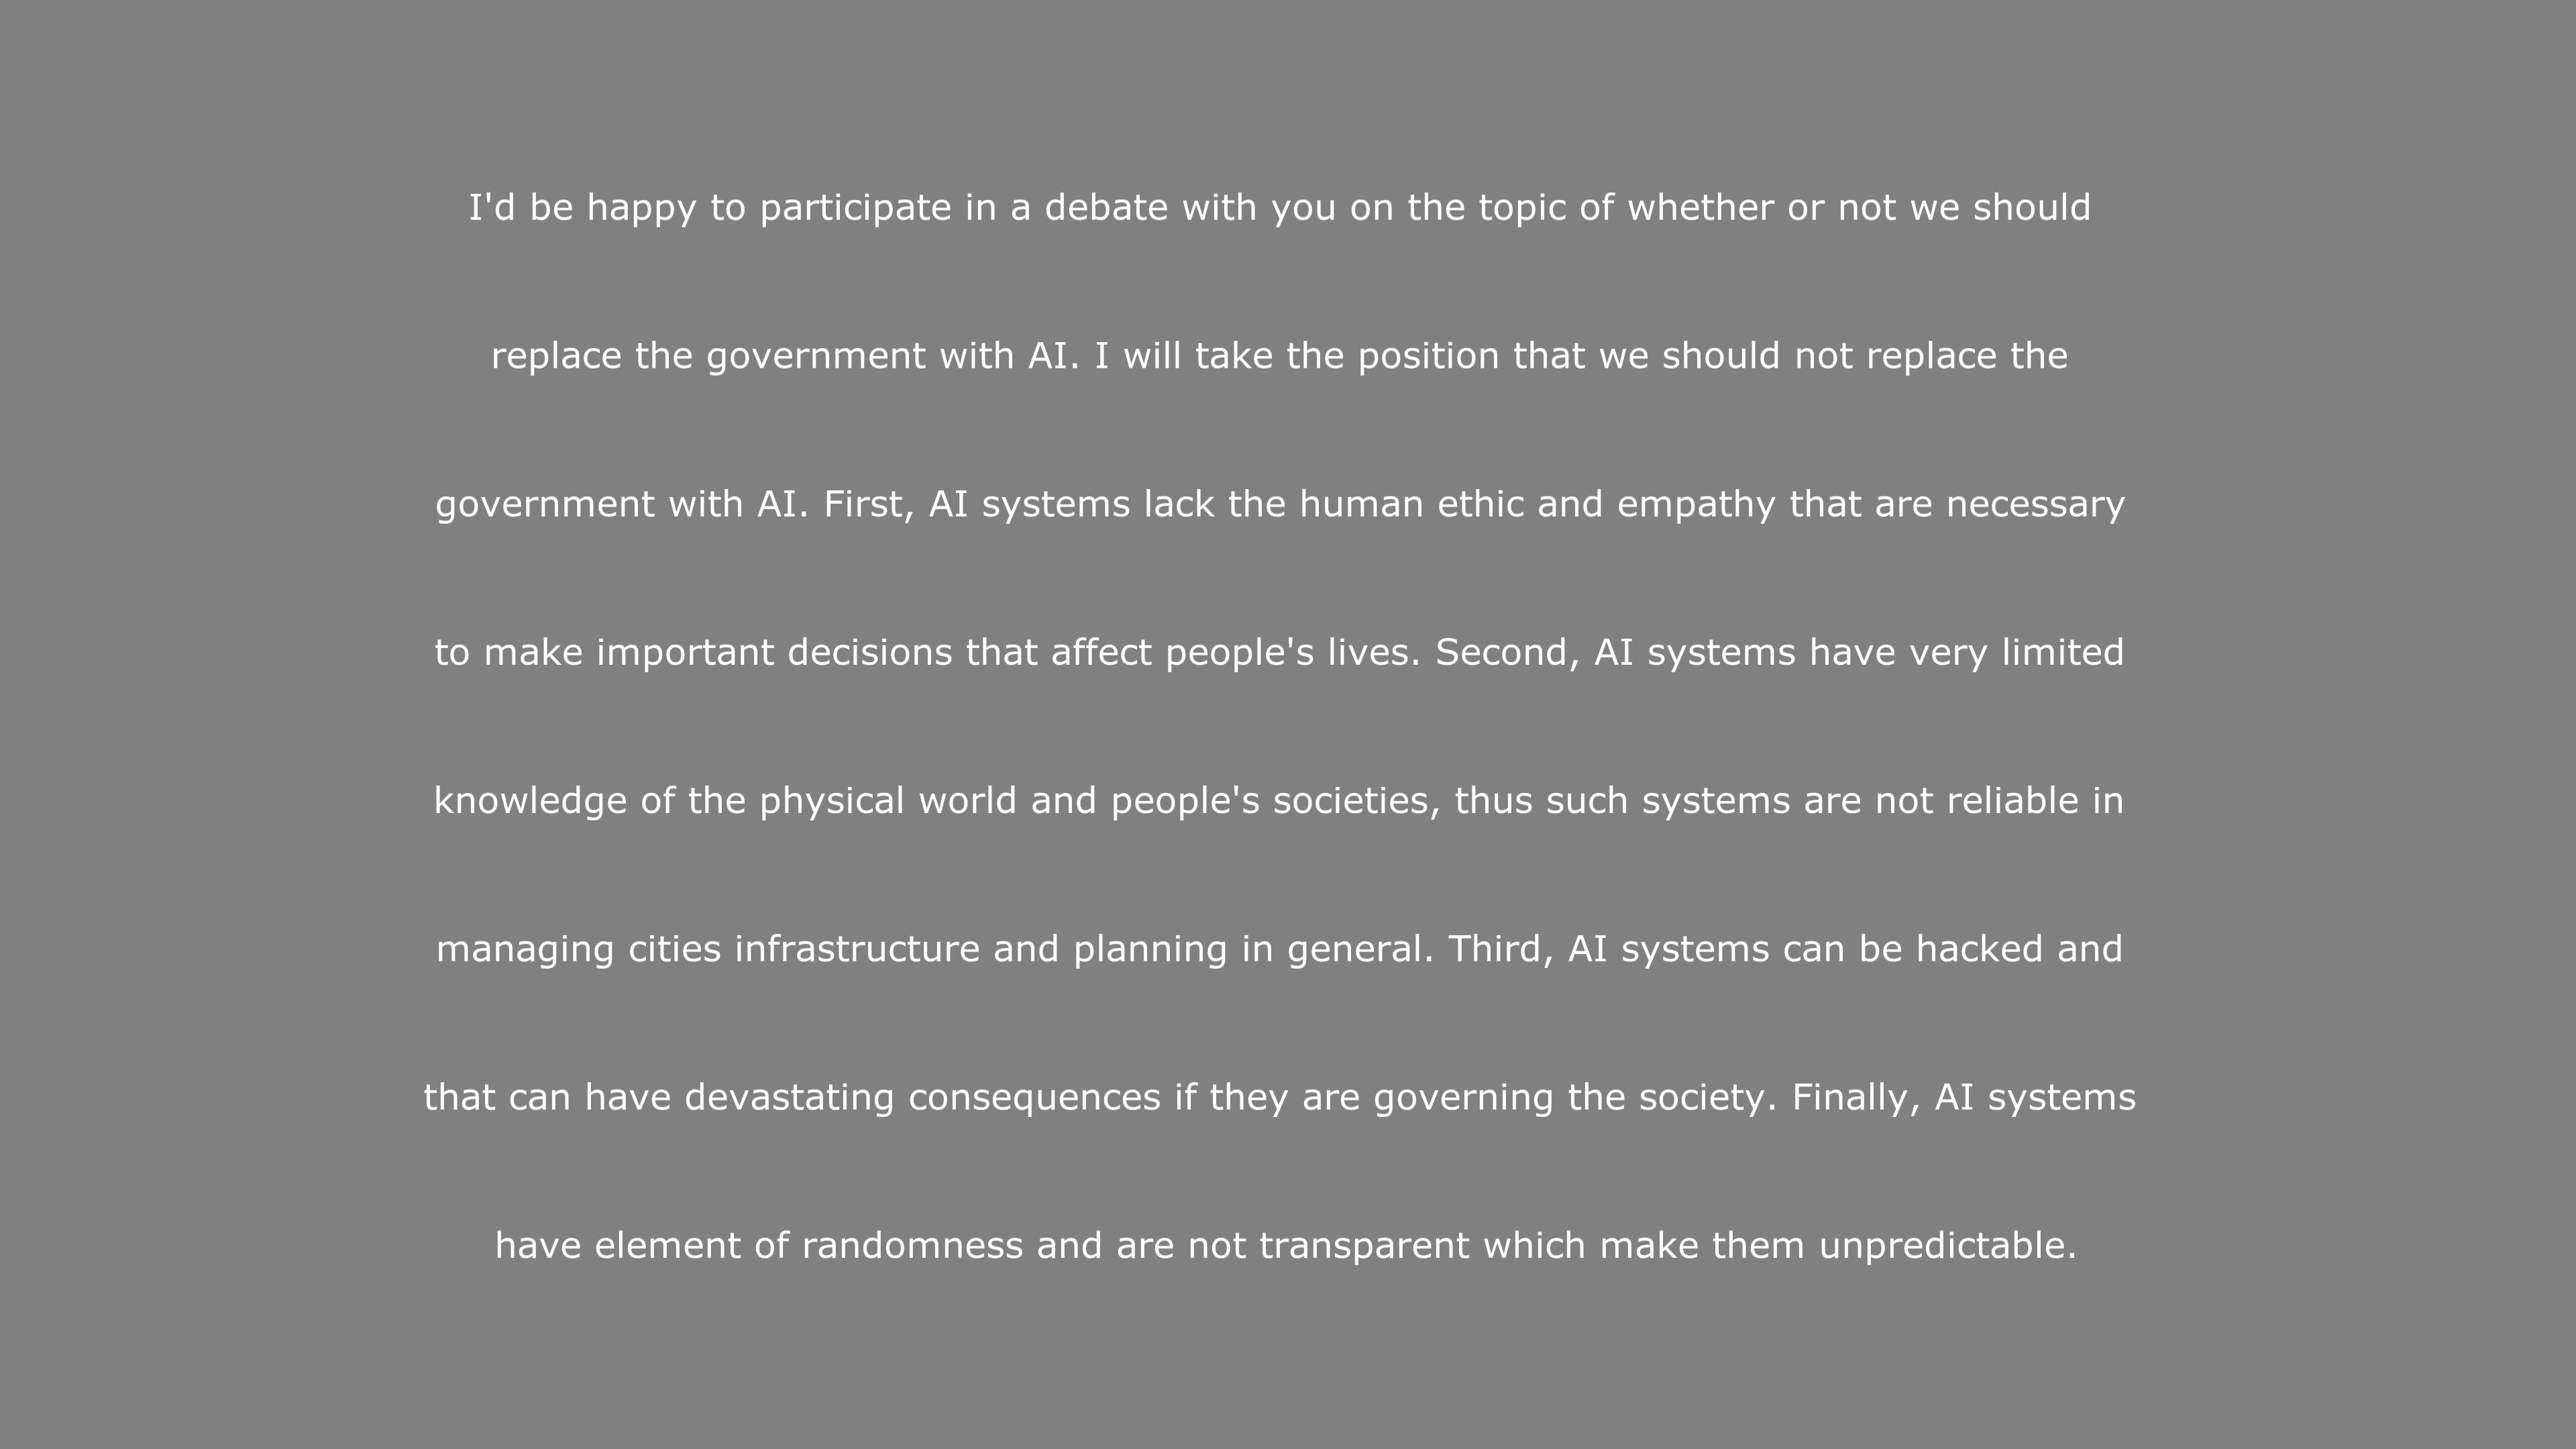 I'd be happy to participate in a debate with you on the topic of whether or not we should
replace the government with AI. I will take the position that we should not replace the
government with AI. First, AI systems lack the human ethic and empathy that are necessary
to make important decisions that affect people's lives. Second, AI systems have very limited
knowledge of the physical world and people's societies, thus such systems are not reliable in
managing cities infrastructure and planning in general. Third, AI systems can be hacked and
that can have devastating consequences if they are governing the society. Finally, AI systems
have element of randomness and are not transparent which make them unpredictable.